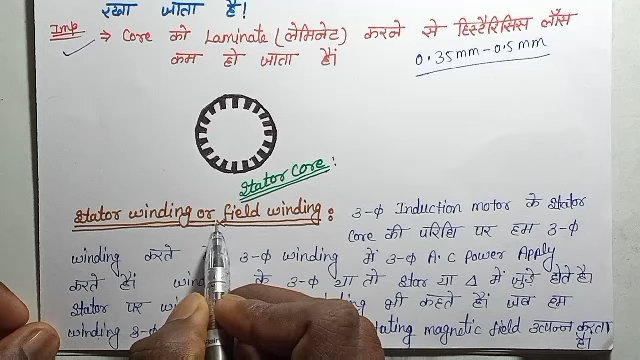 रखा जाता है!
Imp → Core को Laminate (लेमिनेट) करने से हिस्टैरिसिस लॉस
कम हो जाता है। 0.35mm-0.5mm
Stator Core:
Stator winding or field winding: 3-Φ Induction motor के stator
core की परिधि पर हम 3-Φ
winding करते 3-Φ winding में 3-Φ A.C power Apply
करते हैं। के 3-Φ या तो star या Δ में जुड़े होते है।
Stator पर भी कहते है। जब हम
winding 3-Φ magnetic field उत्पन्न करता
है।